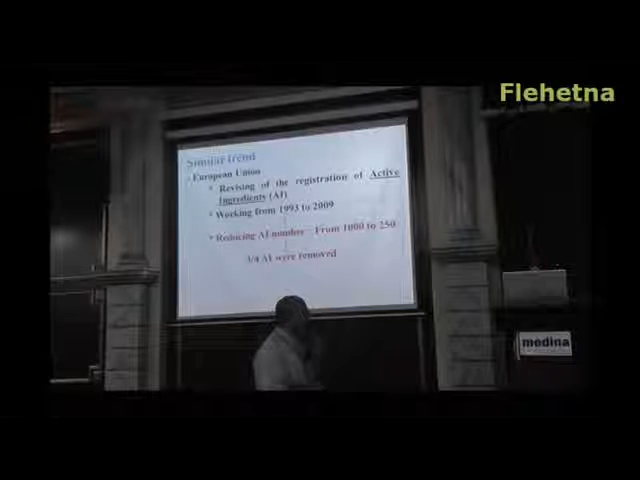 Flehetna
Similar trend
European Union
Revising of the registration of Active
Ingredients (AI)
Working from 1993 to 2009
Reducing AI number – From 1000 to 250
3/4 AI were removed
medina